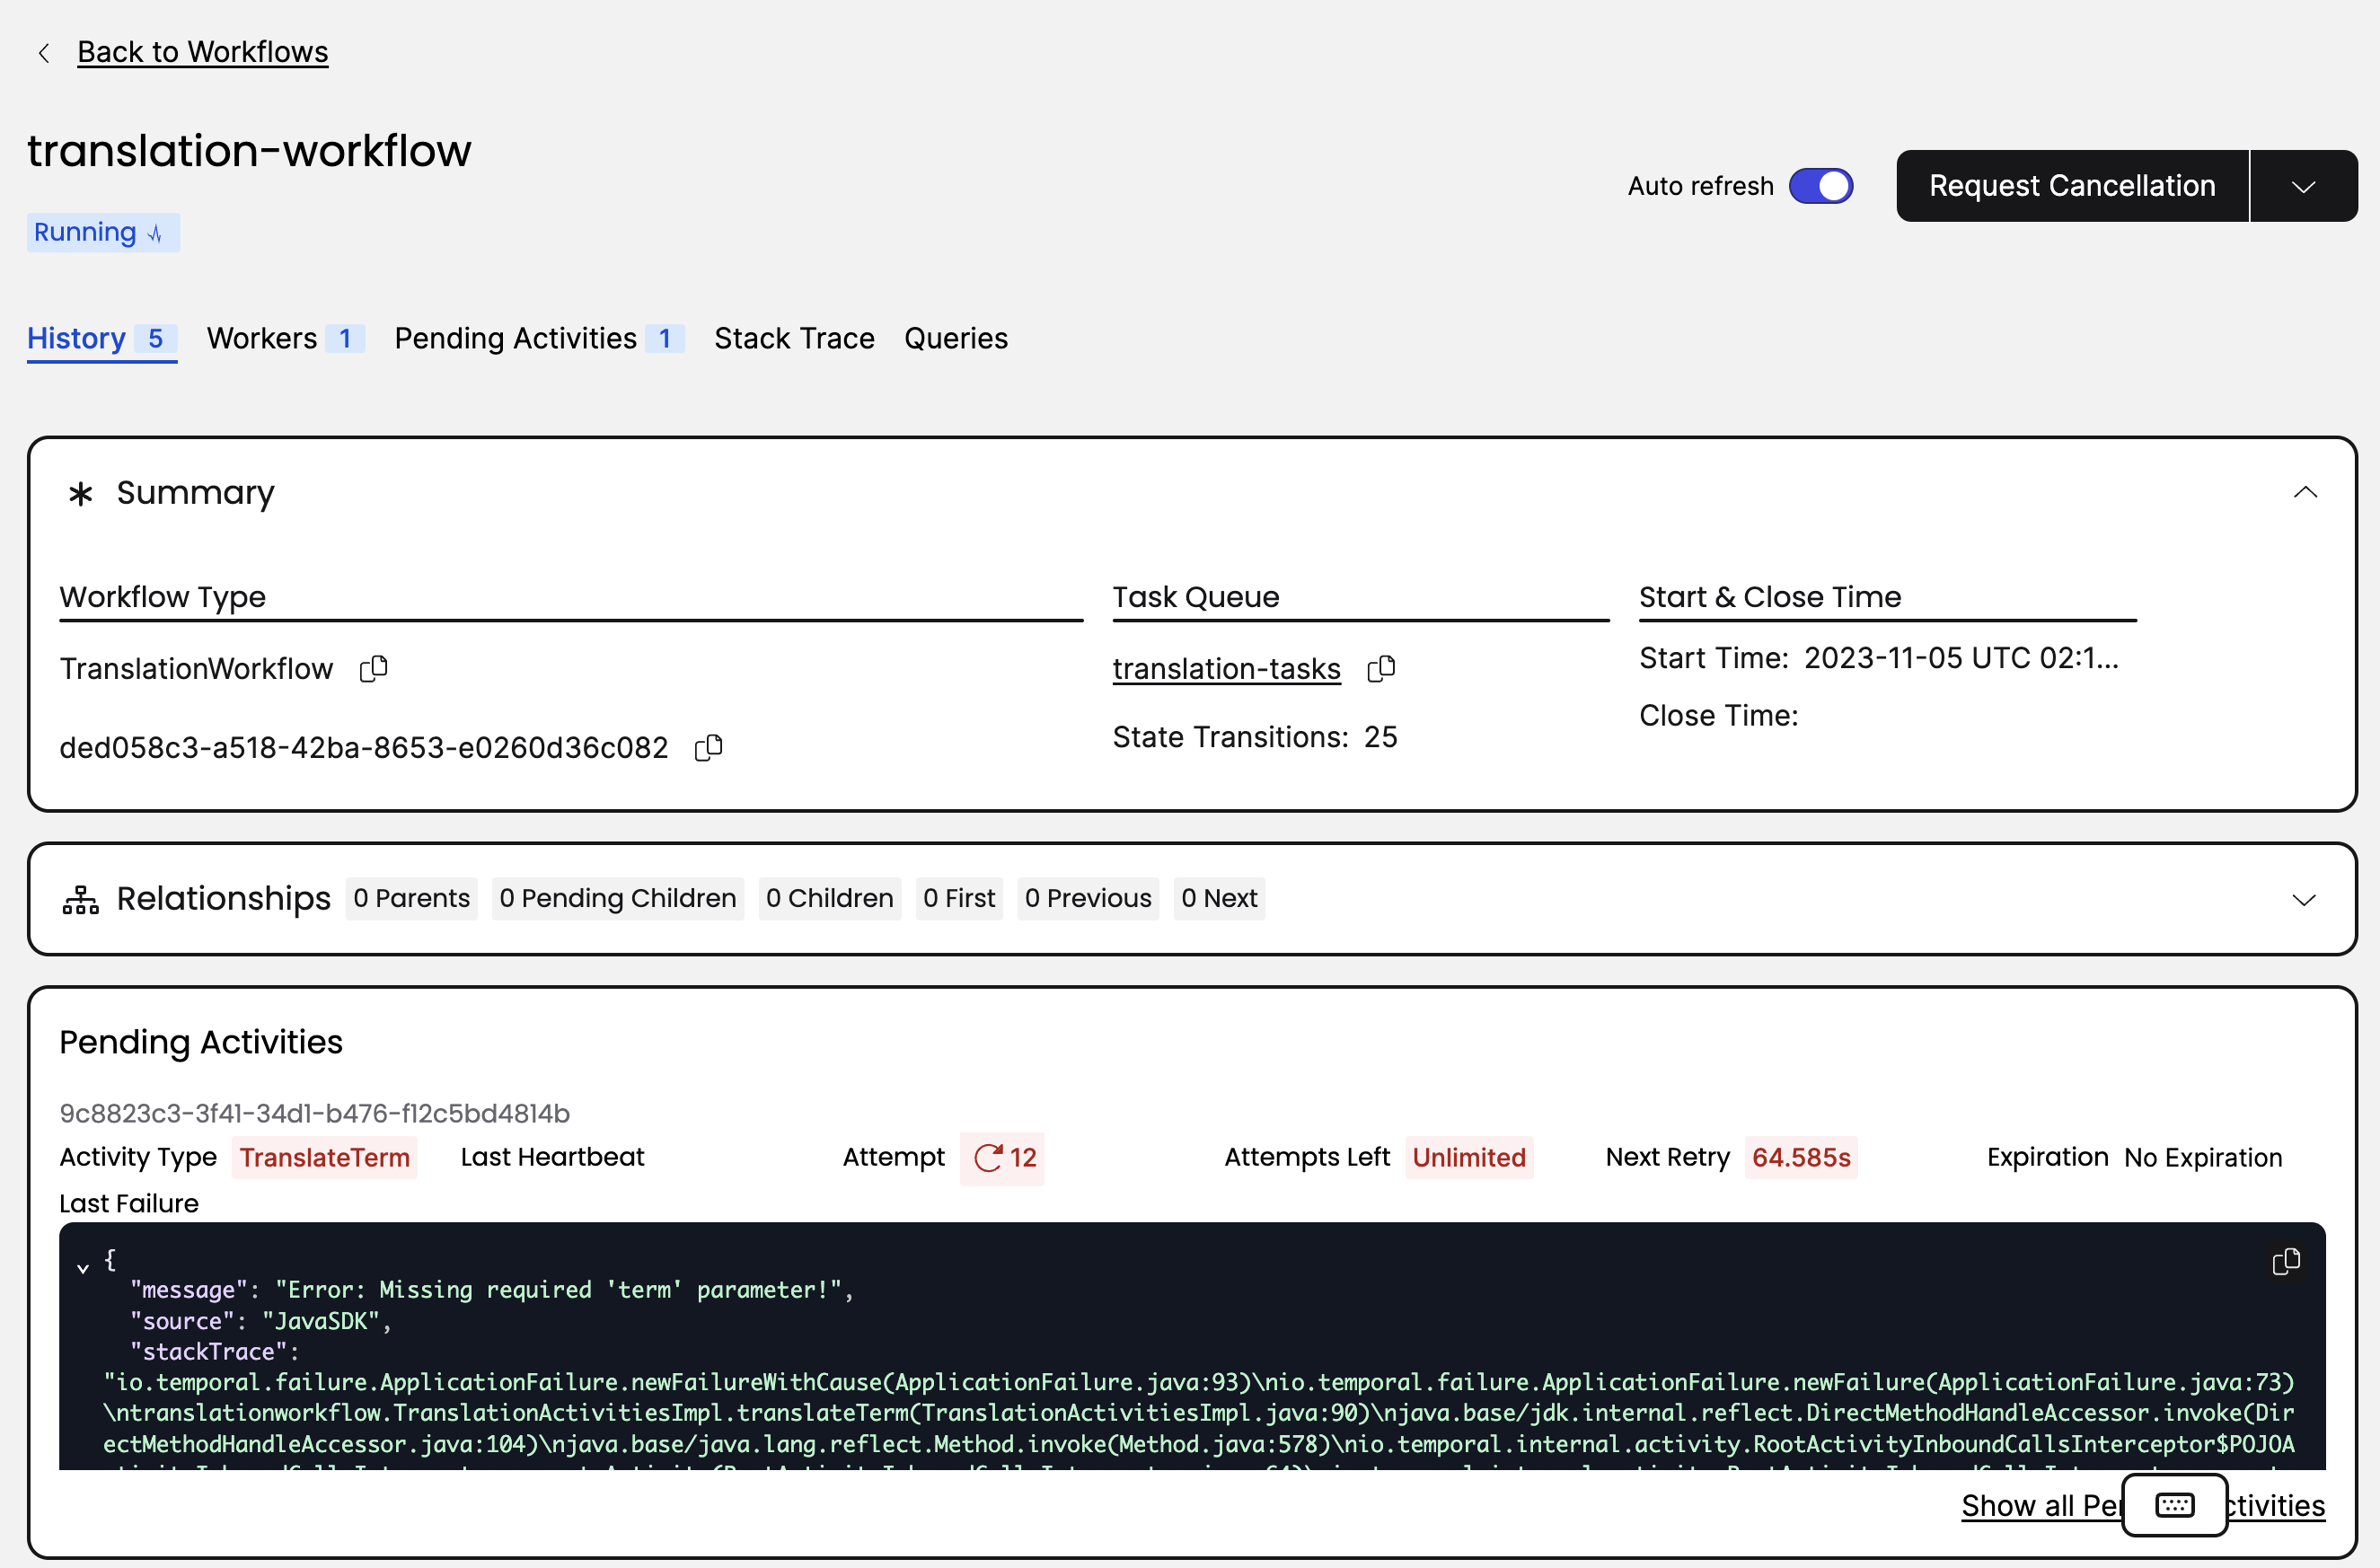 Back to Workflows
translation-workflow
Auto refresh
Request Cancellation
Running
History 5 Workers 1 Pending Activities 1 Stack Trace Queries
Summary
Workflow Type Task Queue Start & Close Time
TranslationWorkflow translation-tasks Start Time: 2023-11-05 UTC 02:1...
ded058c3-a518-42ba-8653-e0260d36c082 State Transitions: 25 Close Time:
Relationships 0 Parents 0 Pending Children 0 Children 0 First 0 Previous 0 Next
Pending Activities
9c8823c3-3f41-34d1-b476-f12c5bd4814b
Activity Type TranslateTerm Last Heartbeat Attempt 12 Attempts Left Unlimited Next Retry 64.585s Expiration No Expiration
Last Failure
{
"message": "Error: Missing required 'term' parameter!",
"source": "JavaSDK",
"stackTrace":
"io.temporal.failure.ApplicationFailure.newFailureWithCause(ApplicationFailure.java:93)\nio.temporal.failure.ApplicationFailure.newFailure(ApplicationFailure.java:73)
\ntranslationworkflow.TranslationActivitiesImpl.translateTerm(TranslationActivitiesImpl.java:90)\njava.base/jdk.internal.reflect.DirectMethodHandleAccessor.invoke(Dir
ectMethodHandleAccessor.java:104)\njava.base/java.lang.reflect.Method.invoke(Method.java:578)\nio.temporal.internal.activity.RootActivityInboundCallsInterceptor$POJOA
Show all